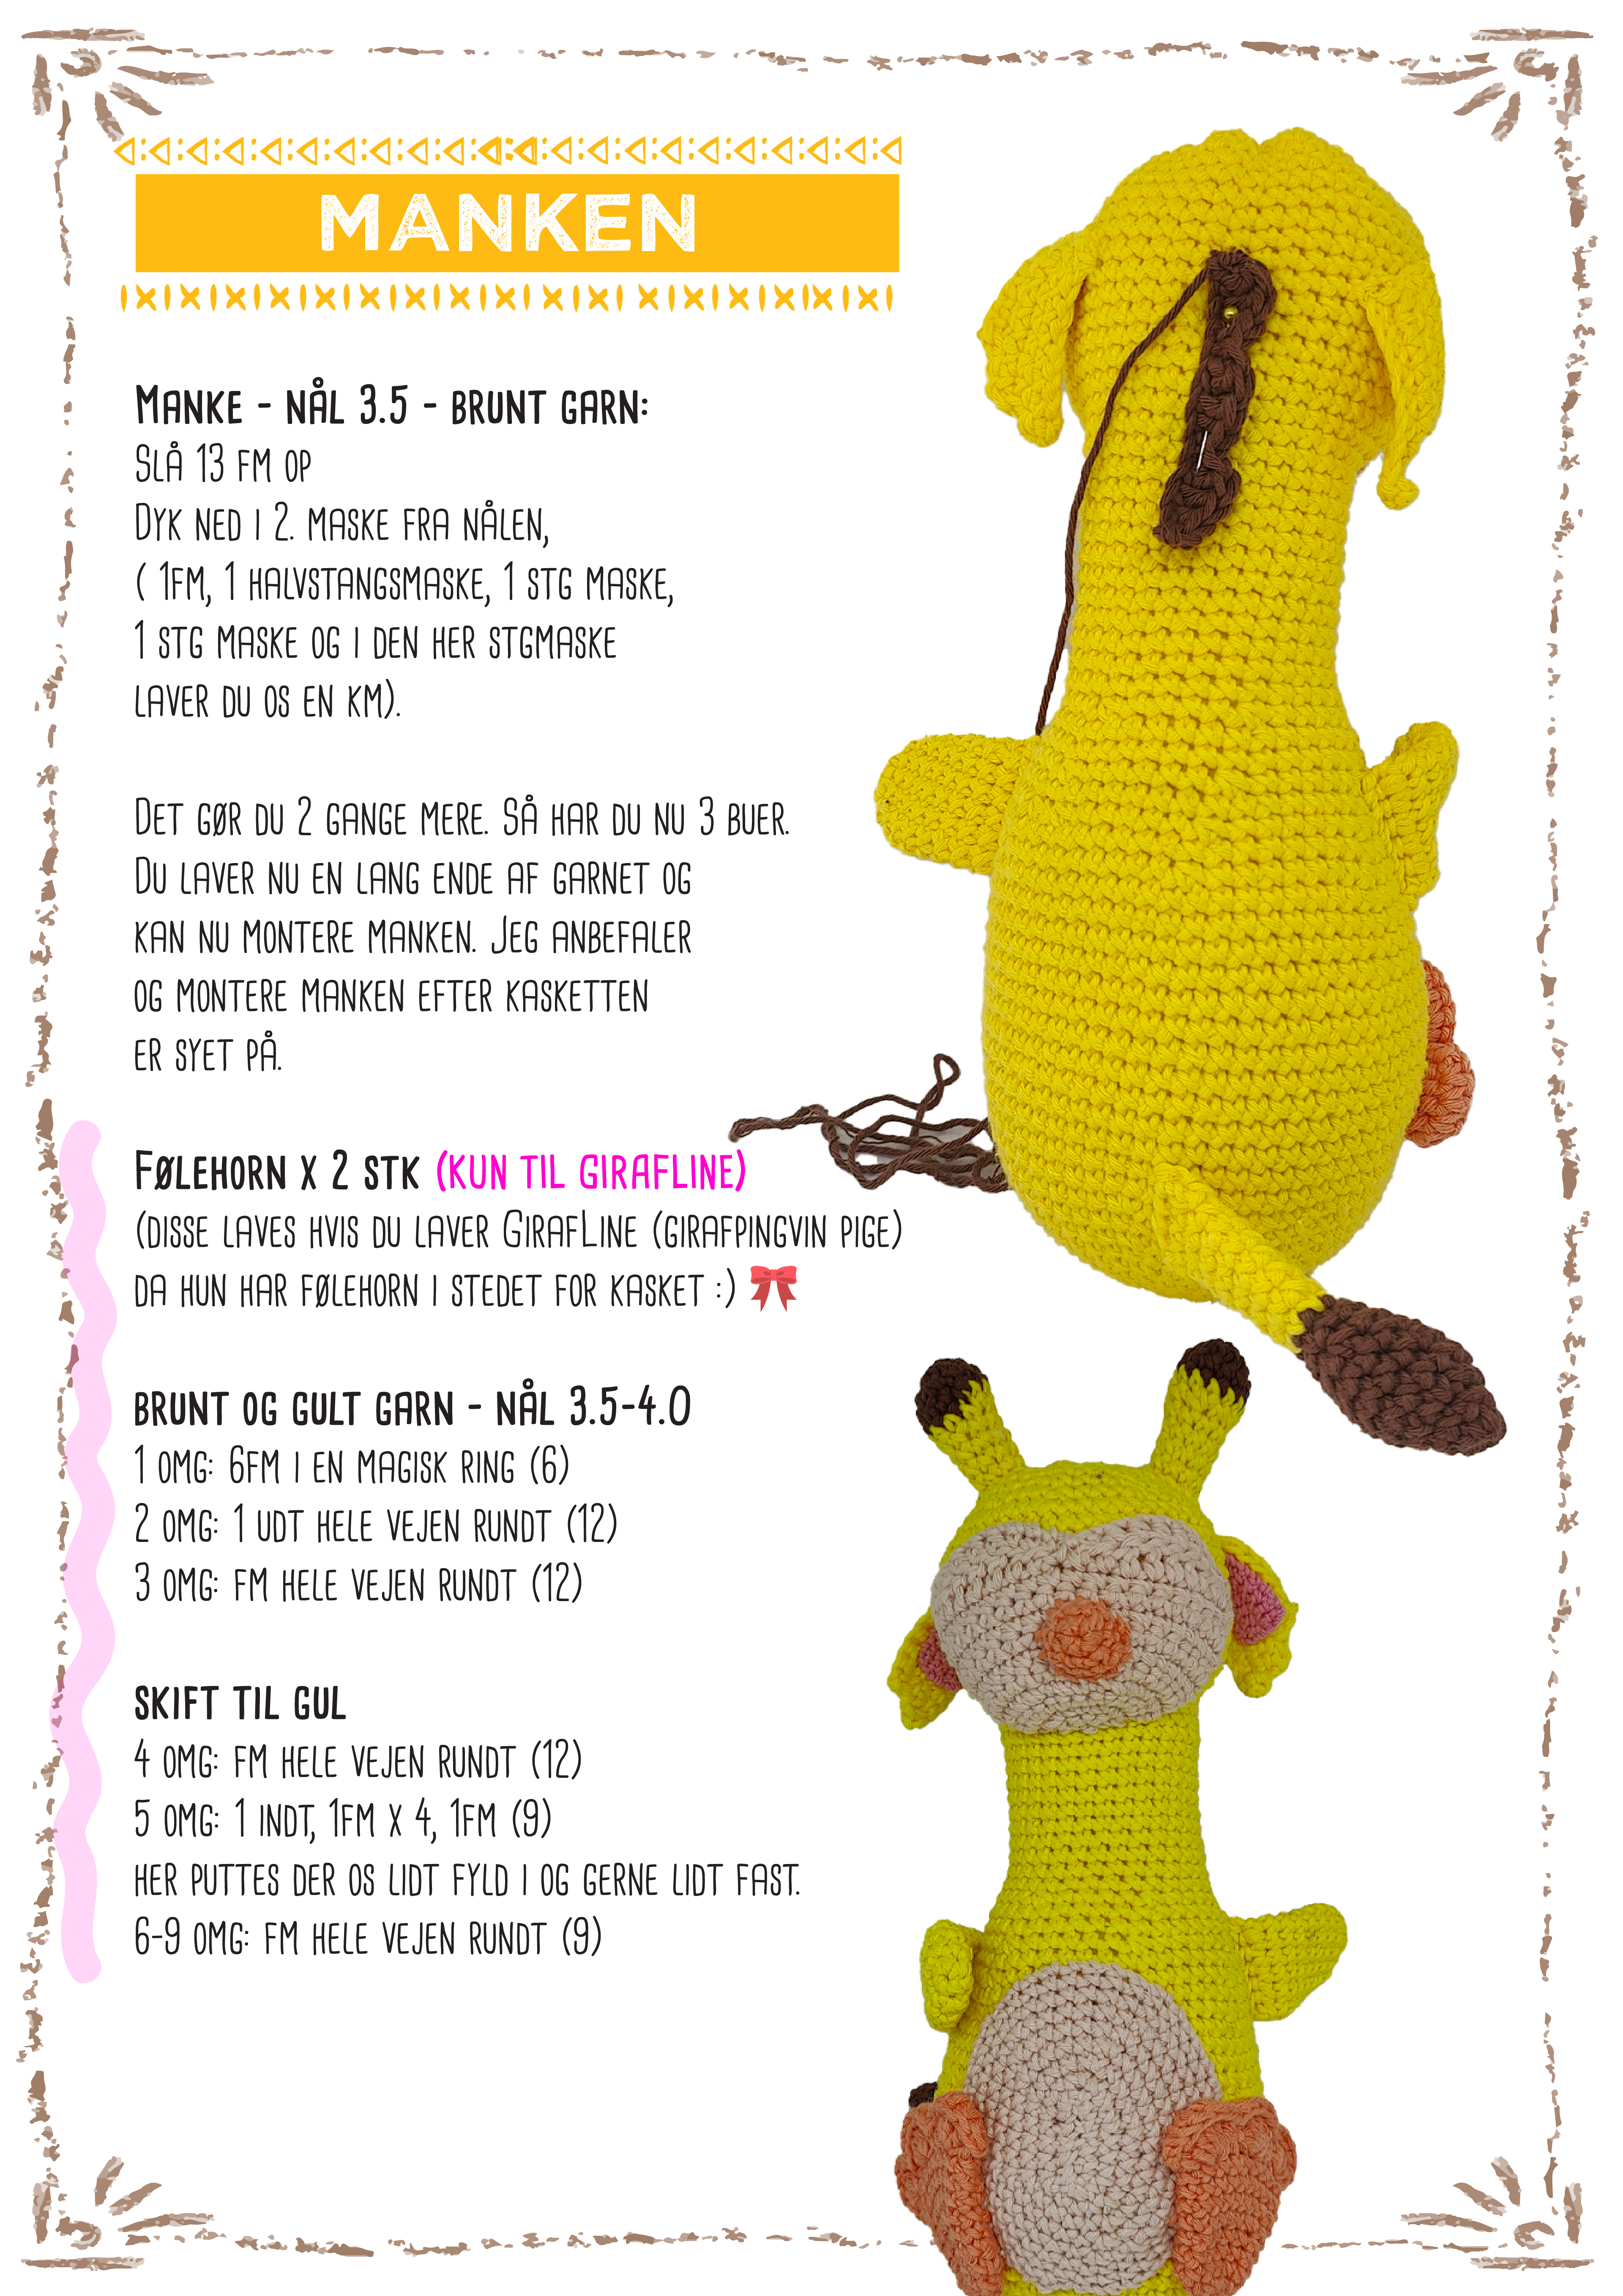 MANKEN
MANKE - NÅL 3.5 - BRUNT GARN:
SLÅ 13 FM OP
DYK NED I 2. MASKE FRA NÅLEN,
( 1FM, 1 HALVSTANGSMASKE, 1 STG MASKE,
1 STG MASKE OG I DEN HER STGMASKE
LAVER DU OS EN KM).
DET GØR DU 2 GANGE MERE. SÅ HAR DU NU 3 BUER.
DU LAVER NU EN LANG ENDE AF GARNET OG
KAN NU MONTERE MANKEN. JEG ANBEFALER
OG MONTERE MANKEN EFTER KASKETTEN
ER SYET PÅ.
FØLEHORN X 2 STK (KUN TIL GIRAFLINE)
(DISSE LAVES HVIS DU LAVER GIRAFLINE (GIRAFPINGVIN PIGE)
DA HUN HAR FØLEHORN I STEDET FOR KASKET :)
BRUNT OG GULT GARN - NÅL 3.5-4.0
1 OMG: 6FM I EN MAGISK RING (6)
2 OMG: 1 UDT HELE VEJEN RUNDT (12)
3 OMG: FM HELE VEJEN RUNDT (12)
SKIFT TIL GUL
4 OMG: FM HELE VEJEN RUNDT (12)
5 OMG: 1 INDT, 1FM X 4, 1FM (9)
HER PUTTES DER OS LIDT FYLD I OG GERNE LIDT FAST.
6-9 OMG: FM HELE VEJEN RUNDT (9)